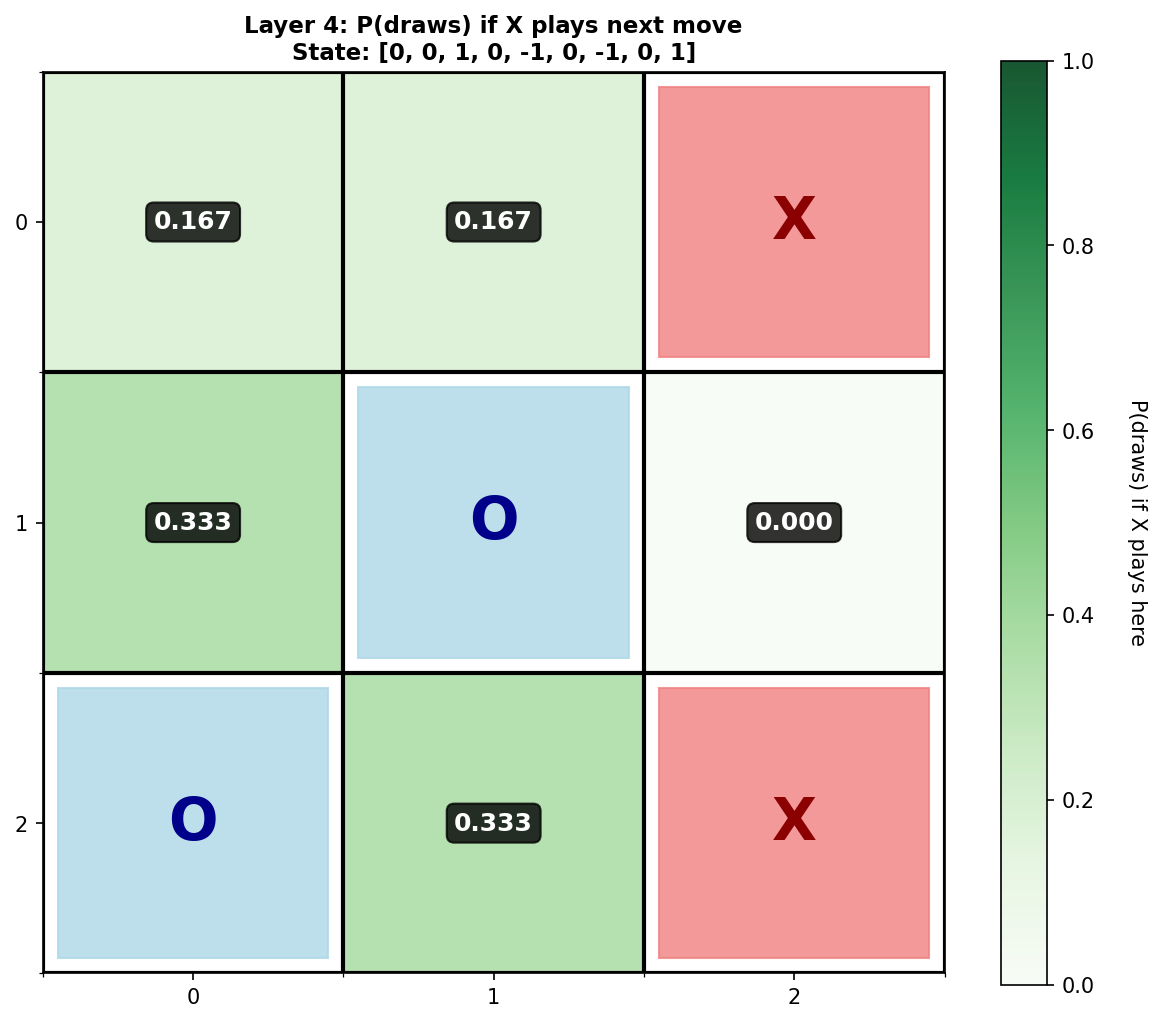 Layer 4: P(draws) if X plays next move
State: [0, 0, 1, 0, -1, 0, -1, 0, 1]
0
0.167
0.167
X
1
0.333
O
0.000
2
O
0.333
X
0
1
2
1.0
0.8
0.6
0.4
0.2
0.0
P(draws) if X plays here